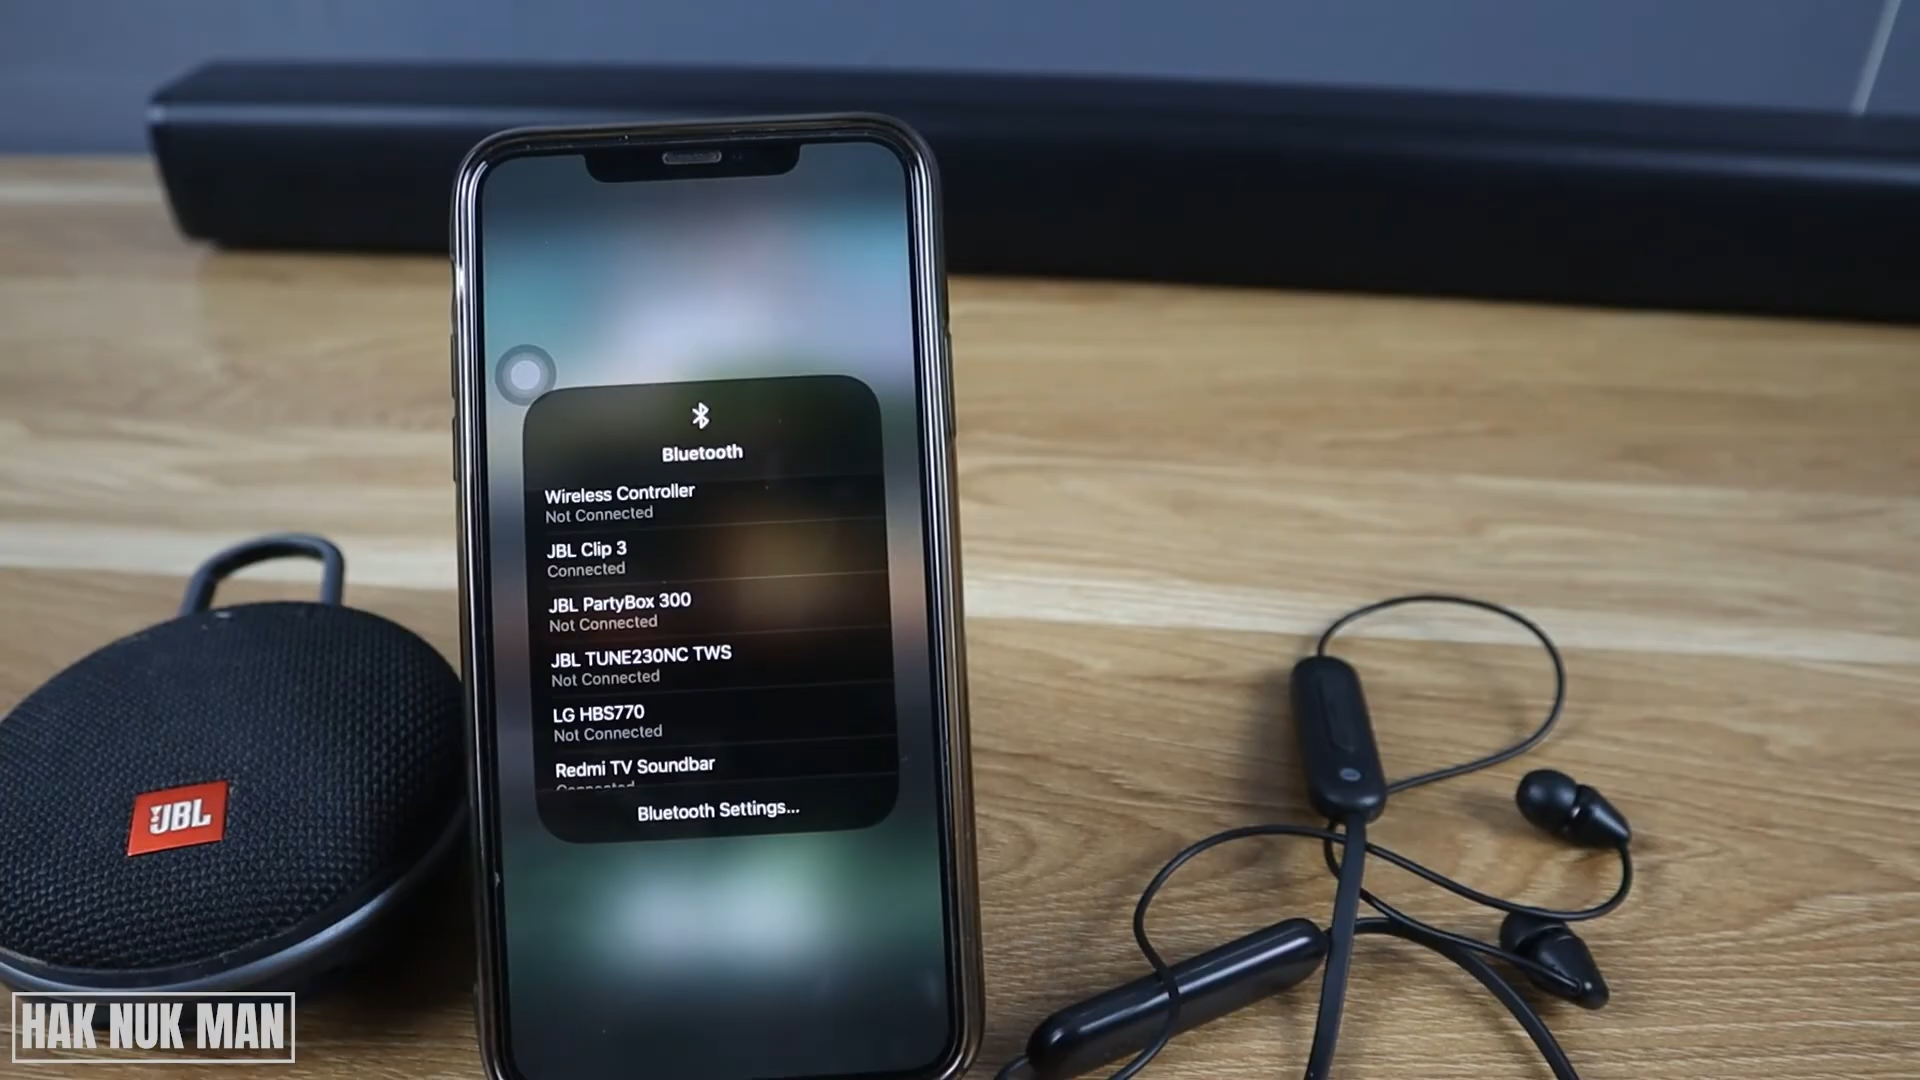 Bluetooth
Wireless Controller
Not Connected
JBL Clip 3
Connected
JBL PartyBox 300
Not Connected
JBL TUNE230NC TWS
Not Connected
LG HBS770
Not Connected
Redmi TV Soundbar
Connected
Bluetooth Settings...
JBL
HAK NUK MAN